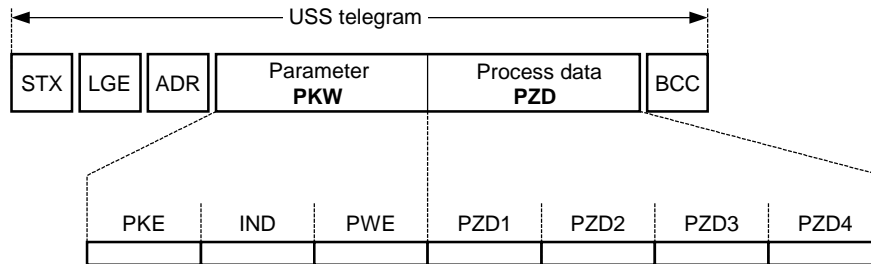 USS telegram
STX LGE ADR Parameter PKW Process data PZD BCC
PKE IND PWE PZD1 PZD2 PZD3 PZD4